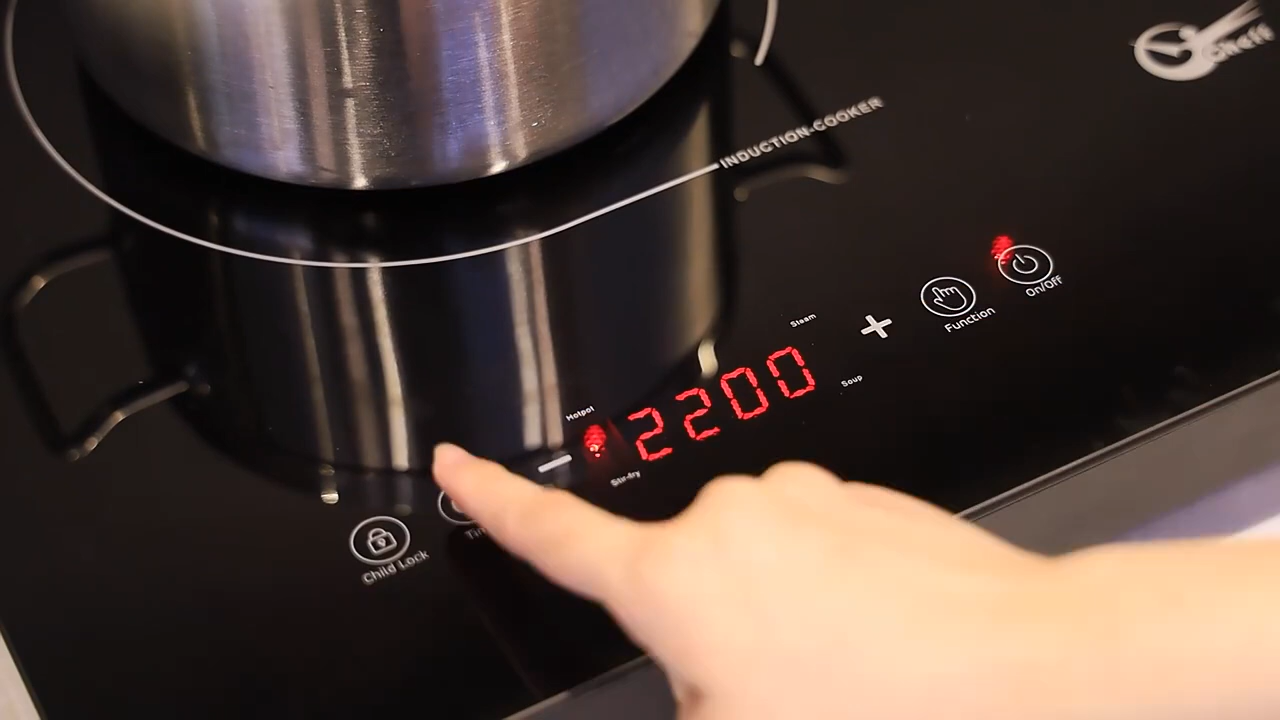 INDUCTION-COOKER
On/Off
Function
Steam
Soup
2200
Hotpot
Stir-fry
Child Lock